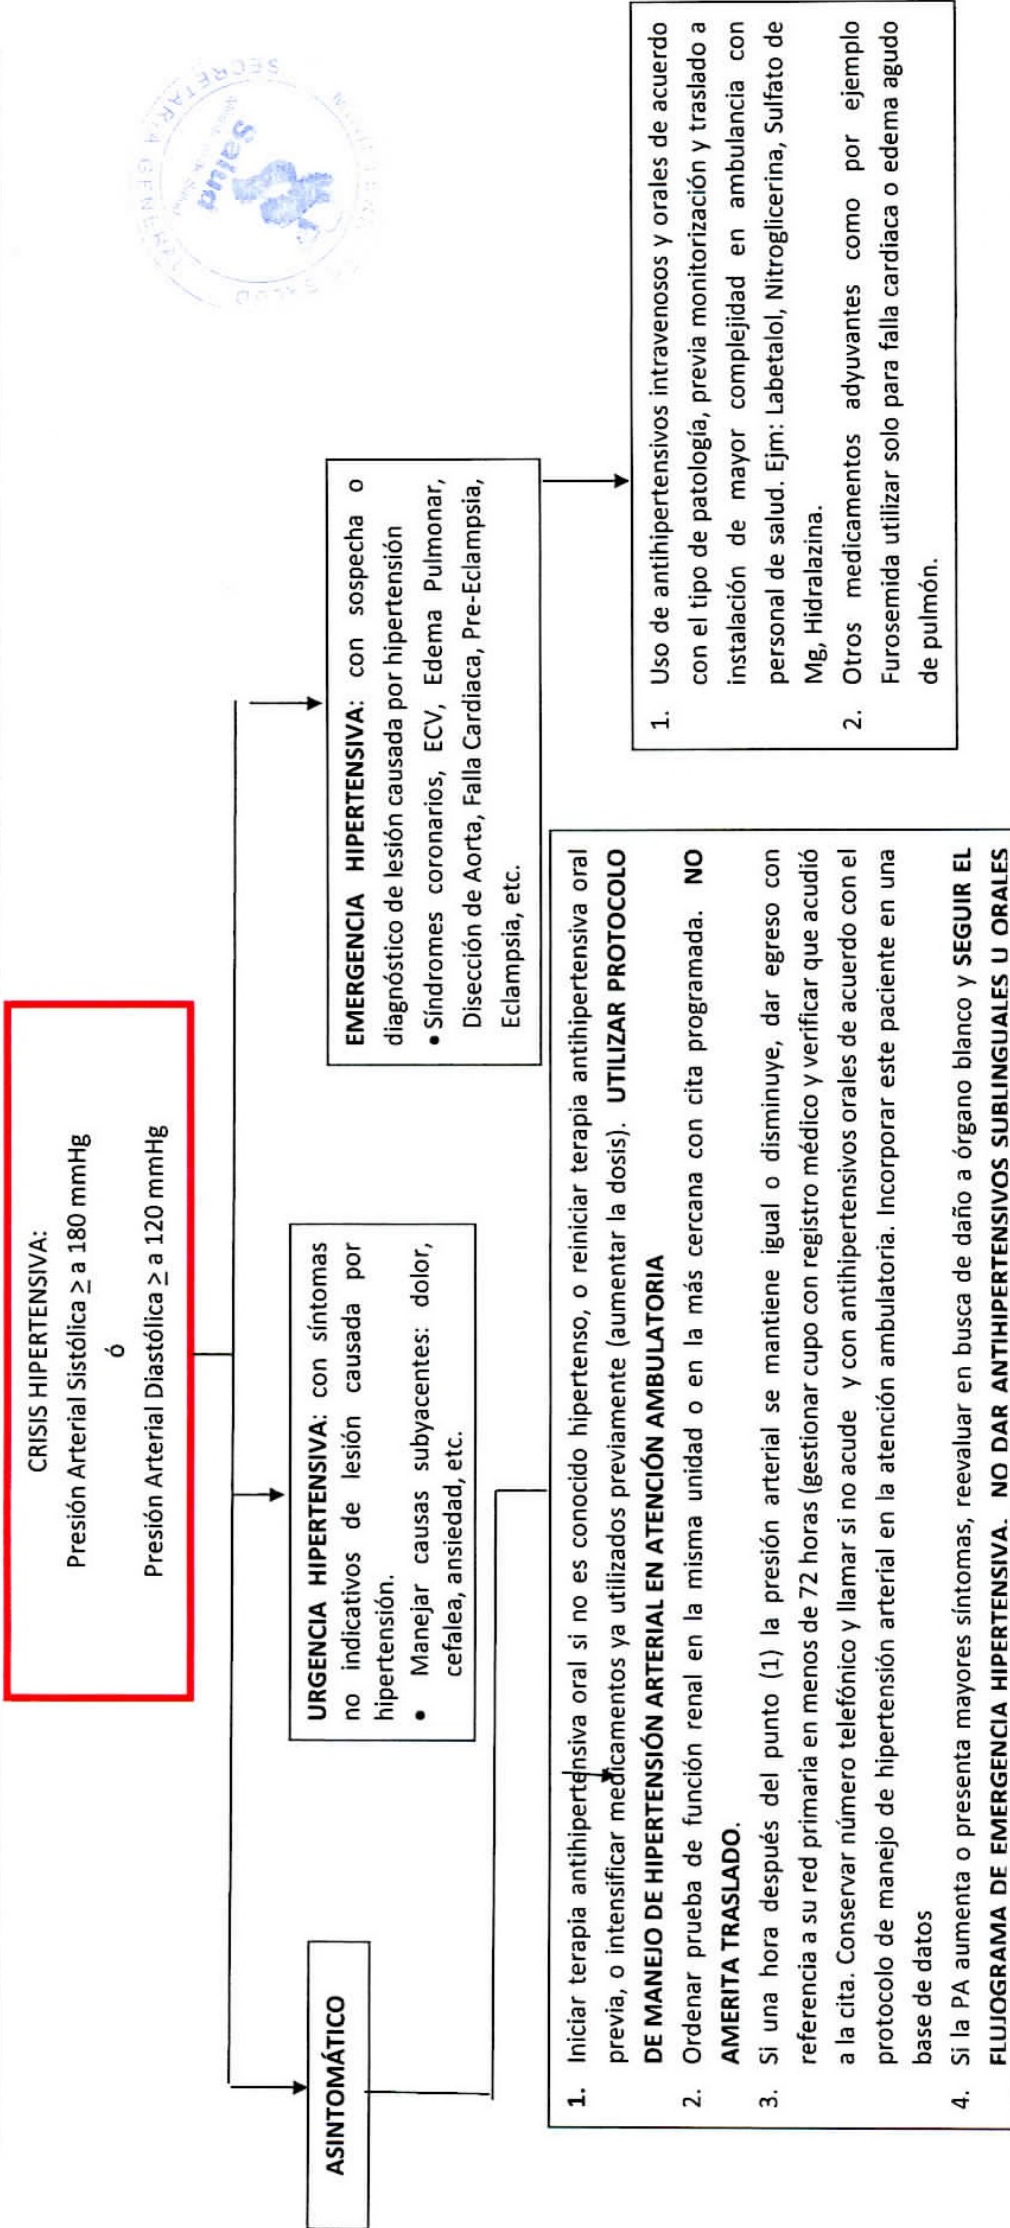 CRISIS HIPERTENSIVA:
Presión Arterial Sistólica ≥ a 180 mmHg
ó
Presión Arterial Diastólica ≥ a 120 mmHg
ASINTOMÁTICO
URGENCIA HIPERTENSIVA: con síntomas
no indicativos de lesión causada por
hipertensión.
• Manejar causas subyacentes: dolor,
cefalea, ansiedad, etc.
EMERGENCIA HIPERTENSIVA: con sospecha o
diagnóstico de lesión causada por hipertensión
• Síndromes coronarios, ECV, Edema Pulmonar,
Disección de Aorta, Falla Cardiaca, Pre-Eclampsia,
Eclampsia, etc.
1. Iniciar terapia antihipertensiva oral si no es conocido hipertenso, o reiniciar terapia antihipertensiva oral
previa, o intensificar medicamentos ya utilizados previamente (aumentar la dosis). UTILIZAR PROTOCOLO
DE MANEJO DE HIPERTENSIÓN ARTERIAL EN ATENCIÓN AMBULATORIA
2. Ordenar prueba de función renal en la misma unidad o en la más cercana con cita programada. NO
AMERITA TRASLADO.
3. Si una hora después del punto (1) la presión arterial se mantiene igual o disminuye, dar egreso con
referencia a su red primaria en menos de 72 horas (gestionar cupo con registro médico y verificar que acudió
a la cita. Conservar número telefónico y llamar si no acude y con antihipertensivos orales de acuerdo con el
protocolo de manejo de hipertensión arterial en la atención ambulatoria. Incorporar este paciente en una
base de datos
4. Si la PA aumenta o presenta mayores síntomas, reevaluar en busca de daño a órgano blanco y SEGUIR EL
FLUJOGRAMA DE EMERGENCIA HIPERTENSIVA. NO DAR ANTIHIPERTENSIVOS SUBLINGUALES U ORALES
1. Uso de antihipertensivos intravenosos y orales de acuerdo
con el tipo de patología, previa monitorización y traslado a
instalación de mayor complejidad en ambulancia con
personal de salud. Ejm: Labetalol, Nitroglicerina, Sulfato de
Mg, Hidralazina.
2. Otros medicamentos adyuvantes como por ejemplo
Furosemida utilizar solo para falla cardiaca o edema agudo
de pulmón.
SECRETARÍA GENERAL
Salud
SALUD